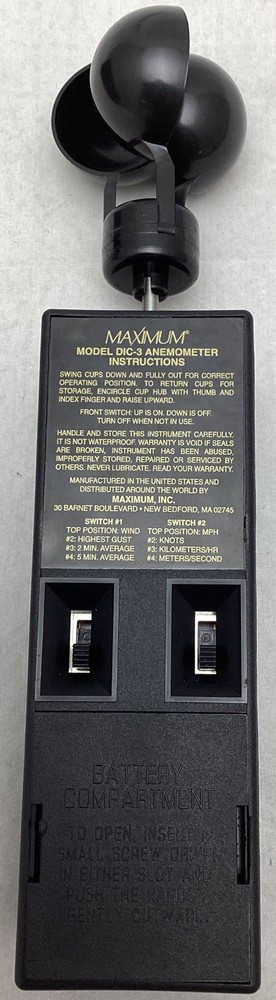 MAXIMUM®
MODEL DIC-3 ANEMOMETER
INSTRUCTIONS
SWING CUPS DOWN AND FULLY OUT FOR CORRECT
OPERATING POSITION. TO RETURN CUPS FOR
STORAGE, ENCIRCLE CUP HUB WITH THUMB AND
INDEX FINGER AND RAISE UPWARD.
FRONT SWITCH: UP IS ON. DOWN IS OFF.
TURN OFF WHEN NOT IN USE.
HANDLE AND STORE THIS INSTRUMENT CAREFULLY.
IT IS NOT WATERPROOF. WARRANTY IS VOID IF SEALS
ARE BROKEN, INSTRUMENT HAS BEEN ABUSED,
IMPROPERLY STORED, REPAIRED OR SERVICED BY
OTHERS. NEVER LUBRICATE. READ YOUR WARRANTY.
MANUFACTURED IN THE UNITED STATES AND
DISTRIBUTED AROUND THE WORLD BY
MAXIMUM, INC.
30 BARNET BOULEVARD • NEW BEDFORD, MA 02745
SWITCH #1 SWITCH #2
TOP POSITION: WIND TOP POSITION: MPH
#2: HIGHEST GUST #2: KNOTS
#3: 2 MIN. AVERAGE #3: KILOMETERS/HR
#4: 5 MIN. AVERAGE #4: METERS/SECOND
BATTERY
COMPARTMENT
TO OPEN, INSERT A
SMALL SCREW DRIVER
IN EITHER SLOT AND
PUSH THE HANDLE
GENTLY OUTWARD.